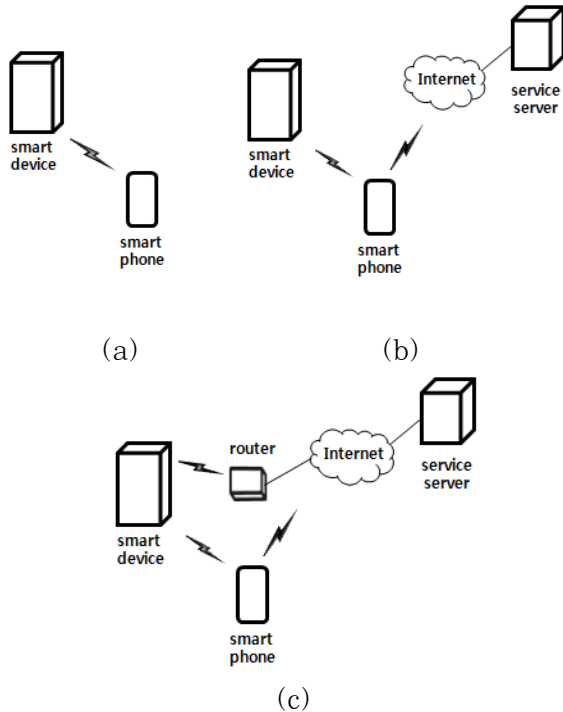 smart
device
smart
phone
(a)
Internet
service
server
smart
device
smart
phone
(b)
router
Internet
service
server
smart
device
smart
phone
(c)